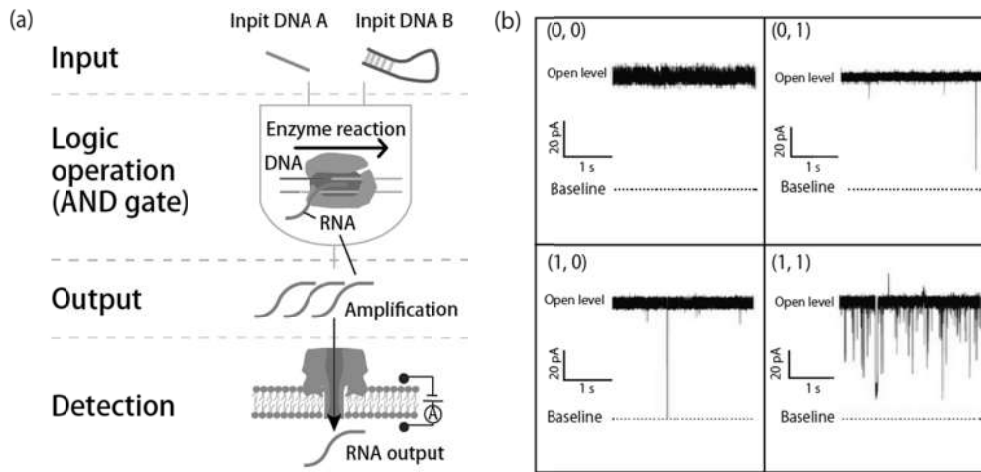 (a)
Inpit DNA A
Inpit DNA B
Input
Logic
operation
(AND gate)
Enzyme reaction
DNA
RNA
Output
Amplification
Detection
A
RNA output
(b)
(0, 0)
Open level
20 pA
1 s
Baseline
(0, 1)
Open level
20 pA
1 s
Baseline
(1, 0)
Open level
20 pA
1 s
Baseline
(1, 1)
Open level
20 pA
1 s
Baseline